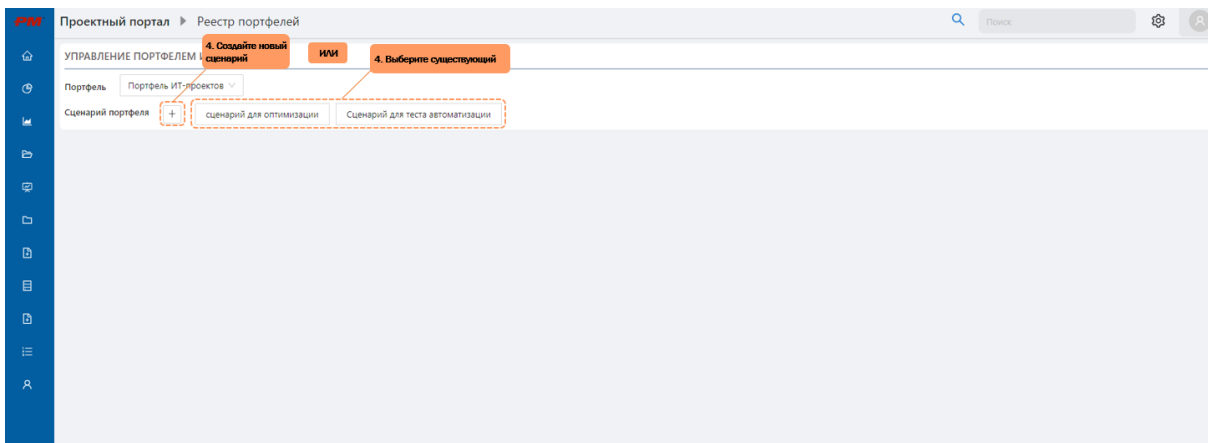 PM
Проектный портал
Реестр портфелей
Поиск
УПРАВЛЕНИЕ ПОРТФЕЛЕМ
4. Создайте новый
сценарий
ИЛИ
4. Выберите существующий
Портфель
Портфель ИТ-проектов
Сценарий портфеля
+
сценарий для оптимизации
Сценарий для теста автоматизации